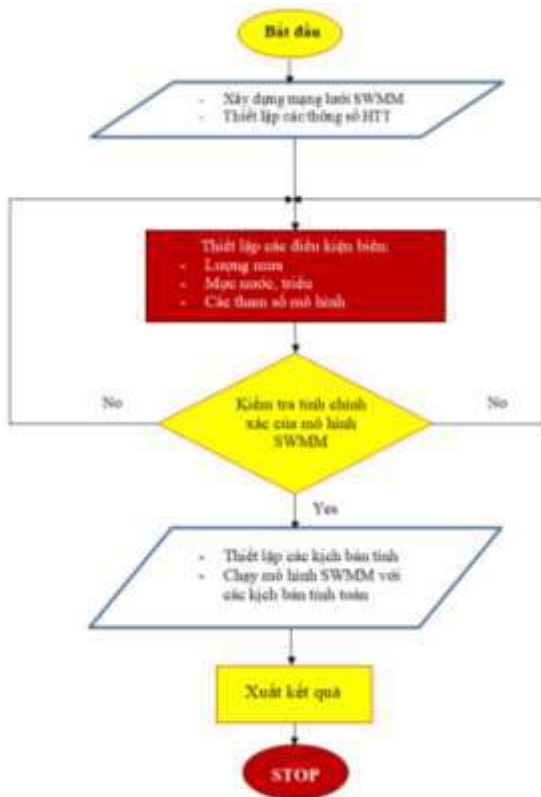 Bắt đầu
- Xây dựng mạng lưới SWMM
- Thiết lập các thông số HTT
Thiết lập các điều kiện biên:
- Lượng mưa
- Mực nước, triều
- Các tham số mô hình
No
Kiểm tra tính chính
xác của mô hình
SWMM
No
Yes
- Thiết lập các kịch bản tính
- Chạy mô hình SWMM với
các kịch bản tính toán
Xuất kết quả
STOP